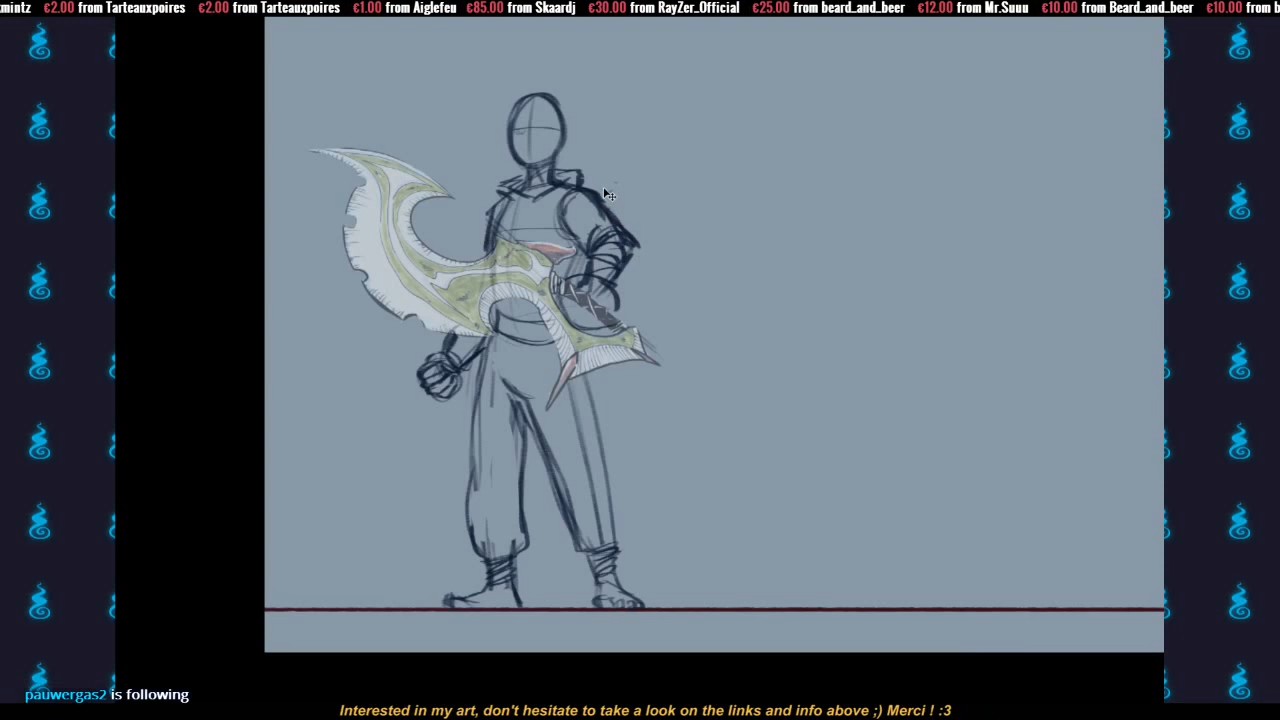 mintz €2.00 from Tarteauxpoires €2.00 from Tarteauxpoires €1.00 from Aiglefeu €85.00 from Skaardj €30.00 from RayZer_Official €25.00 from beard_and_beer €12.00 from Mr.Suuu €10.00 from Beard_and_beer €10.00 from b
pauwergas2 is following
Interested in my art, don't hesitate to take a look on the links and info above ;) Merci ! :3